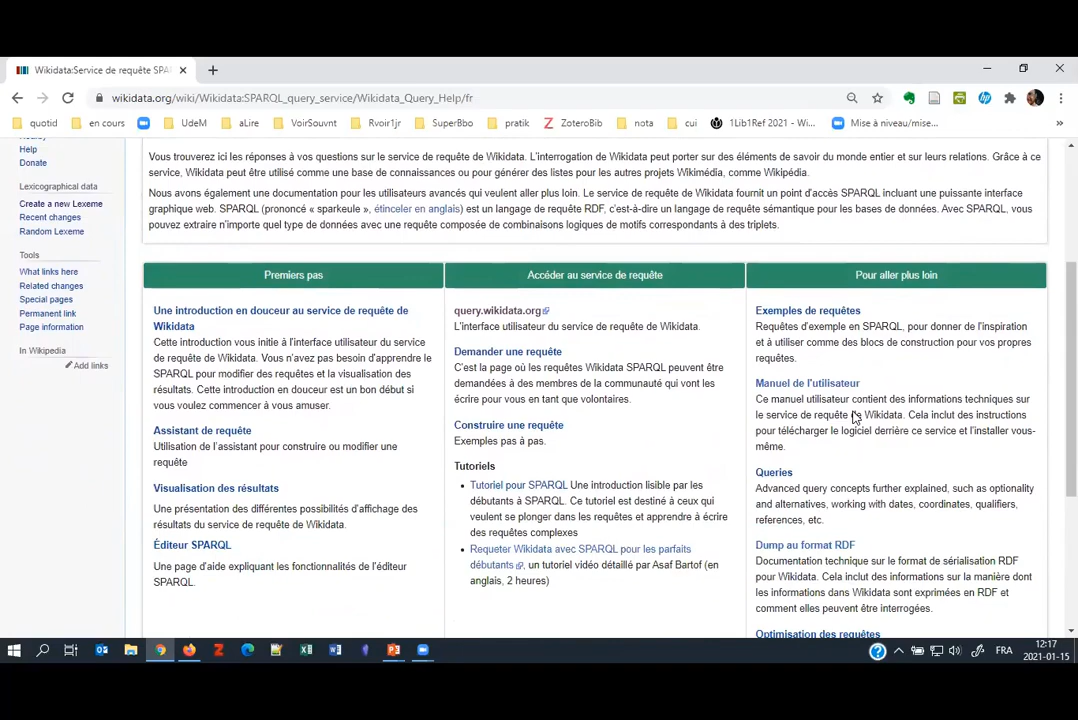 Wikidata:Service de requête SPA
wikidata.org/wiki/Wikidata:SPARQL_query_service/Wikidata_Query_Help/fr
quotid
en cours
UdeM
aLire
VoirSouvnt
Rvoir1jr
SuperBbo
pratik
ZoteroBib
nota
cui
1Lib1Ref 2021 - Wi...
Mise à niveau/me...
»
Help
Donate
Lexicographical data
Create a new Lexeme
Recent changes
Random Lexeme
Tools
What links here
Related changes
Special pages
Permanent link
Page information
In Wikipedia
Add links
Vous trouverez ici les réponses à vos questions sur le service de requête de Wikidata. L'interrogation de Wikidata peut porter sur des éléments de savoir du monde entier et sur leurs relations. Grâce à ce
service, Wikidata peut être utilisé comme une base de connaissances ou pour générer des listes pour les autres projets Wikimédia, comme Wikipédia.
Nous avons également une documentation pour les utilisateurs avancés qui veulent aller plus loin. Le service de requête de Wikidata fournit un point d'accès SPARQL incluant une puissante interface
graphique web. SPARQL (prononcé « sparkeule », étinceler en anglais) est un langage de requête RDF, c'est-à-dire un langage de requête sémantique pour les bases de données. Avec SPARQL, vous
pouvez extraire n'importe quel type de données avec une requête composée de combinaisons logiques de motifs correspondants à des triplets.
Premiers pas
Une introduction en douceur au service de requête de
Wikidata
Cette introduction vous initie à l'interface utilisateur du service
de requête de Wikidata. Vous n'avez pas besoin d'apprendre le
SPARQL pour modifier des requêtes et la visualisation des
résultats. Cette introduction en douceur est un bon début si
vous voulez commencer à vous amuser.
Assistant de requête
Utilisation de l'assistant pour construire ou modifier une
requête
Visualisation des résultats
Une présentation des différentes possibilités d'affichage des
résultats du service de requête de Wikidata.
Éditeur SPARQL
Une page d'aide expliquant les fonctionnalités de l'éditeur
SPARQL.
Accéder au service de requête
query.wikidata.org
L'interface utilisateur du service de requête de Wikidata.
Demander une requête
C'est la page où les requêtes Wikidata SPARQL peuvent être
demandées à des membres de la communauté qui vont les
écrire pour vous en tant que volontaires.
Construire une requête
Exemples pas à pas.
Tutoriels
• Tutoriel pour SPARQL Une introduction lisible par les
débutants à SPARQL. Ce tutoriel est destiné à ceux qui
veulent se plonger dans les requêtes et apprendre à écrire
des requêtes complexes
• Requeter Wikidata avec SPARQL pour les parfaits
débutants, un tutoriel vidéo détaillé par Asaf Bartof (en
anglais, 2 heures)
Pour aller plus loin
Exemples de requêtes
Requêtes d'exemple en SPARQL, pour donner de l'inspiration
et à utiliser comme des blocs de construction pour vos propres
requêtes.
Manuel de l'utilisateur
Ce manuel utilisateur contient des informations techniques sur
le service de requête de Wikidata. Cela inclut des instructions
pour télécharger le logiciel derrière ce service et l'installer vous-
même.
Queries
Advanced query concepts further explained, such as optionality
and alternatives, working with dates, coordinates, qualifiers,
references, etc.
Dump au format RDF
Documentation technique sur le format de sérialisation RDF
pour Wikidata. Cela inclut des informations sur la manière dont
les informations dans Wikidata sont exprimées en RDF et
comment elles peuvent être interrogées.
Optimisation des requêtes
FRA
12:17
2021-01-15